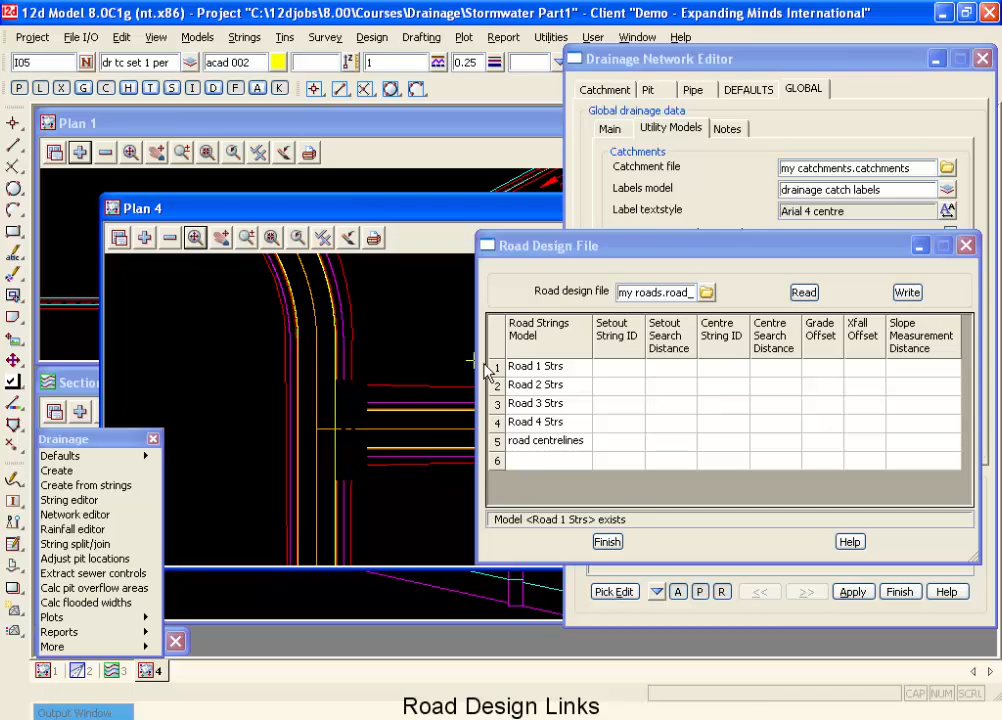 12d Model 8.0C1g (nt.x86) - Project "C:\12djobs\8.00\Courses\Drainage\Stormwater Part1" - Client "Demo - Expanding Minds International"
Project File I/O Edit View Models Strings Tins Survey Design Drafting Plot Report Utilities User Window Help
I05 N dr tc set 1 per acad 002 1 0.25
P L X G C H T S I D F A K
Drainage Network Editor
Catchment Pit Pipe DEFAULTS GLOBAL
Global drainage data
Main Utility Models Notes
Catchments
Catchment file my catchments.catchments
Labels model drainage catch labels
Label textstyle Arial 4 centre
Plan 1
Plan 4
Road Design File
Road design file my roads.road_ Read Write
Road Strings Model Setout String ID Setout Search Distance Centre String ID Centre Search Distance Grade Offset Xfall Offset Slope Measurement Distance
1 Road 1 Strs
2 Road 2 Strs
3 Road 3 Strs
4 Road 4 Strs
5 road centrelines
6
Model <Road 1 Strs> exists
Finish Help
Pick Edit A P R << >> Apply Finish Help
Section
Drainage
Defaults
Create
Create from strings
String editor
Network editor
Rainfall editor
String split/join
Adjust pit locations
Extract sewer controls
Calc pit overflow areas
Calc flooded widths
Plots
Reports
More
1 2 3 4
CAP NUM SCRL
Output Window
Road Design Links